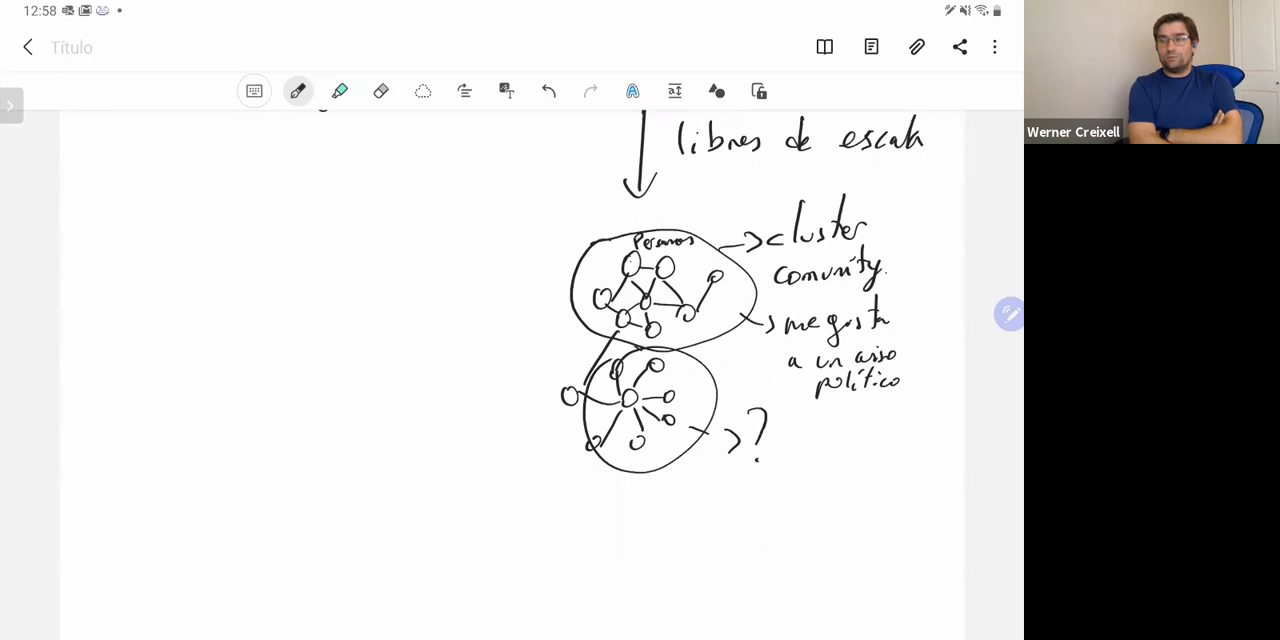 12:58
Título
Werner Creixell
libres de escala
Personas
cluster
comunity.
me gusta
a un aviso
político
?